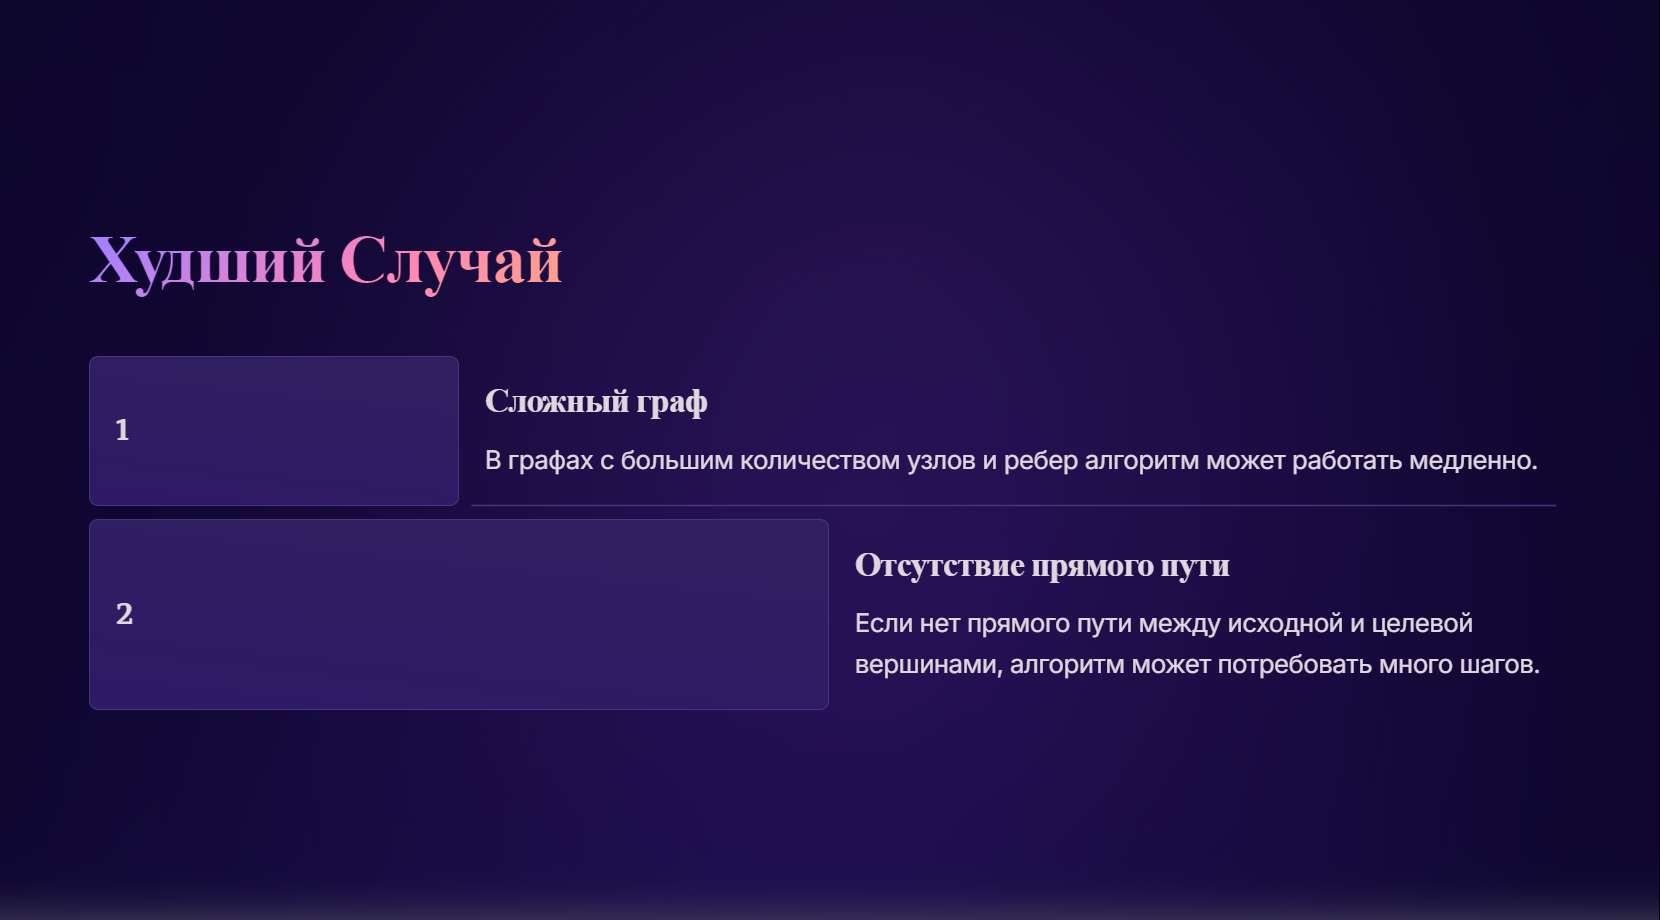 Худший Случай
1
Сложный граф
В графах с большим количеством узлов и ребер алгоритм может работать медленно.
2
Отсутствие прямого пути
Если нет прямого пути между исходной и целевой
вершинами, алгоритм может потребовать много шагов.